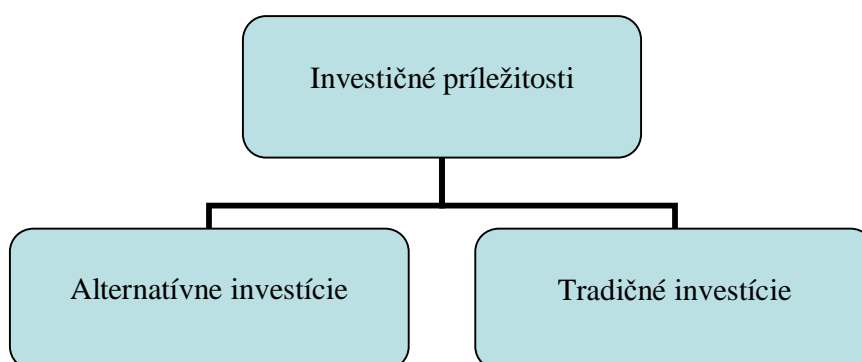 Investičné príležitosti
Alternatívne investície
Tradičné investície